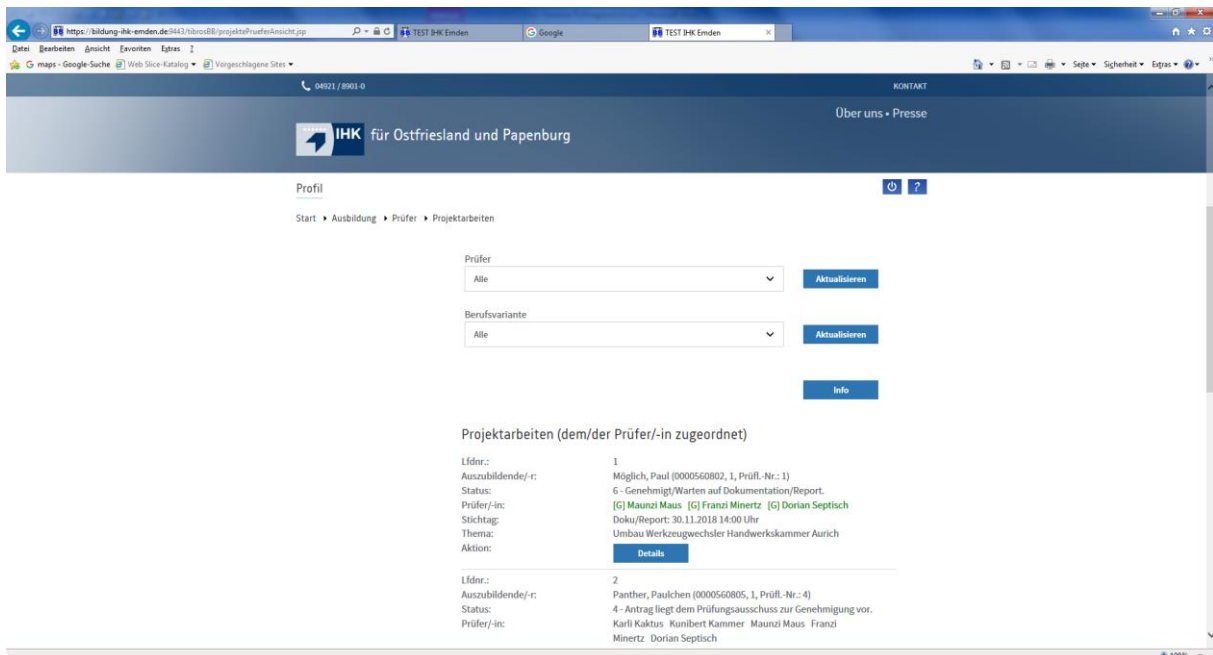 https://bildung-ihk-emden.de:9443/tibrosBB/projektePrueferAnsicht.jsp
TEST IHK Emden
Google
TEST IHK Emden
Datei Bearbeiten Ansicht Favoriten Extras ?
maps - Google-Suche Web Slice-Katalog Vorgeschlagene Sites
Seite Sicherheit Extras
04921 / 8901-0
KONTAKT
Über uns • Presse
IHK für Ostfriesland und Papenburg
Profil
?
Start Ausbildung Prüfer Projektarbeiten
Prüfer
Alle
Aktualisieren
Berufsvariante
Alle
Aktualisieren
Info
Projektarbeiten (dem/der Prüfer/-in zugeordnet)
Lfdnr.: 1
Auszubildende/-r: Möglich, Paul (0000560802, 1, Prüfl.-Nr.: 1)
Status: 6 - Genehmigt/Warten auf Dokumentation/Report.
Prüfer/-in: [G] Maunzi Maus [G] Franzi Minertz [G] Dorian Septisch
Stichtag: Doku/Report: 30.11.2018 14:00 Uhr
Thema: Umbau Werkzeugwechsler Handwerkskammer Aurich
Aktion: Details
Lfdnr.: 2
Auszubildende/-r: Panther, Paulchen (0000560805, 1, Prüfl.-Nr.: 4)
Status: 4 - Antrag liegt dem Prüfungsausschuss zur Genehmigung vor.
Prüfer/-in: Karli Kaktus Kunibert Kammer Maunzi Maus Franzi
Minertz Dorian Septisch